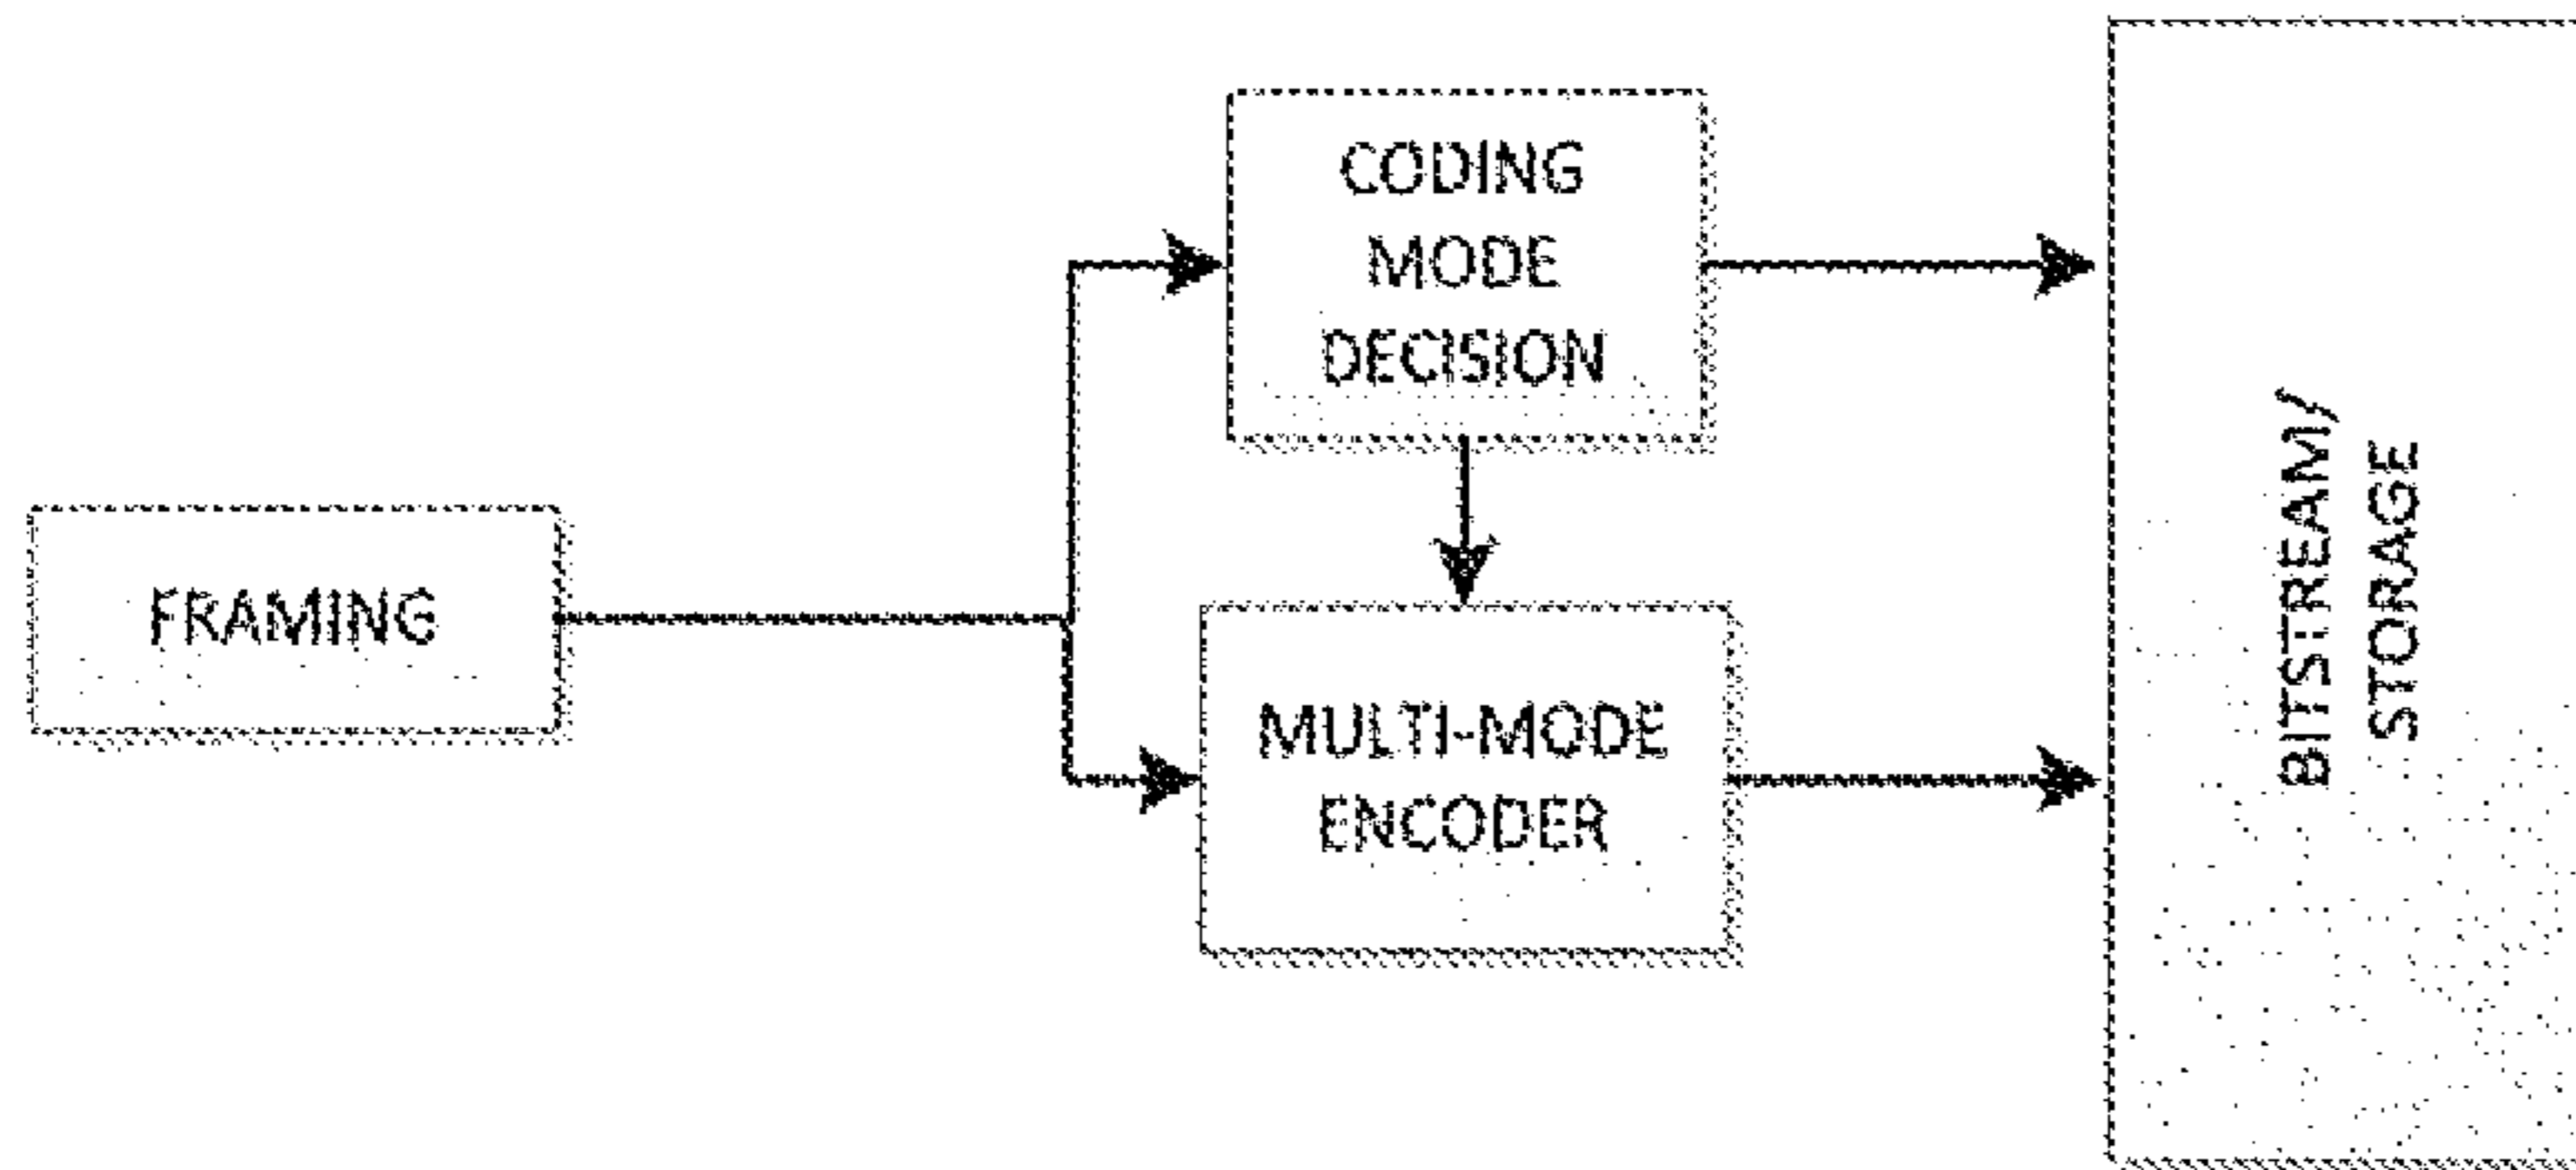 FRAMING
CODING
MODE
DECISION
MULTI-MODE
ENCODER
BITSTREAM/
STORAGE